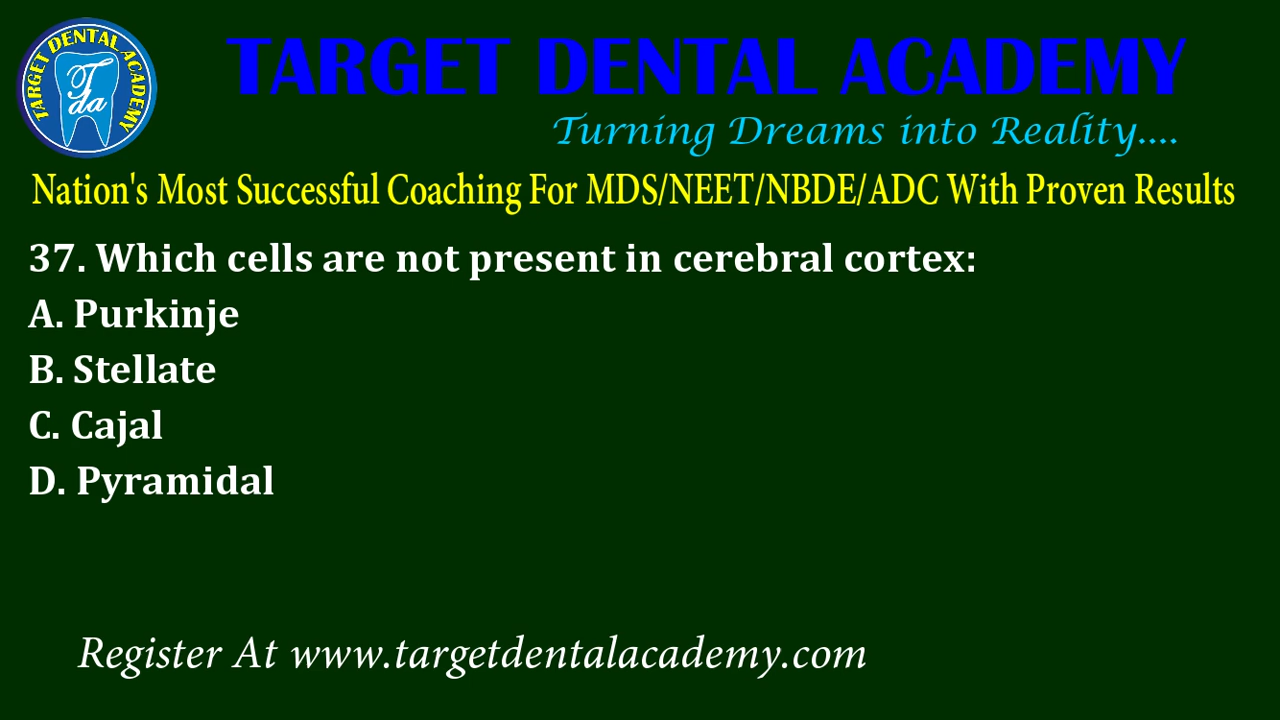 TARGET DENTAL ACADEMY
Tda
TARGET DENTAL ACADEMY
Turning Dreams into Reality....
Nation's Most Successful Coaching For MDS/NEET/NBDE/ADC With Proven Results
37. Which cells are not present in cerebral cortex:
A. Purkinje
B. Stellate
C. Cajal
D. Pyramidal
Register At www.targetdentalacademy.com